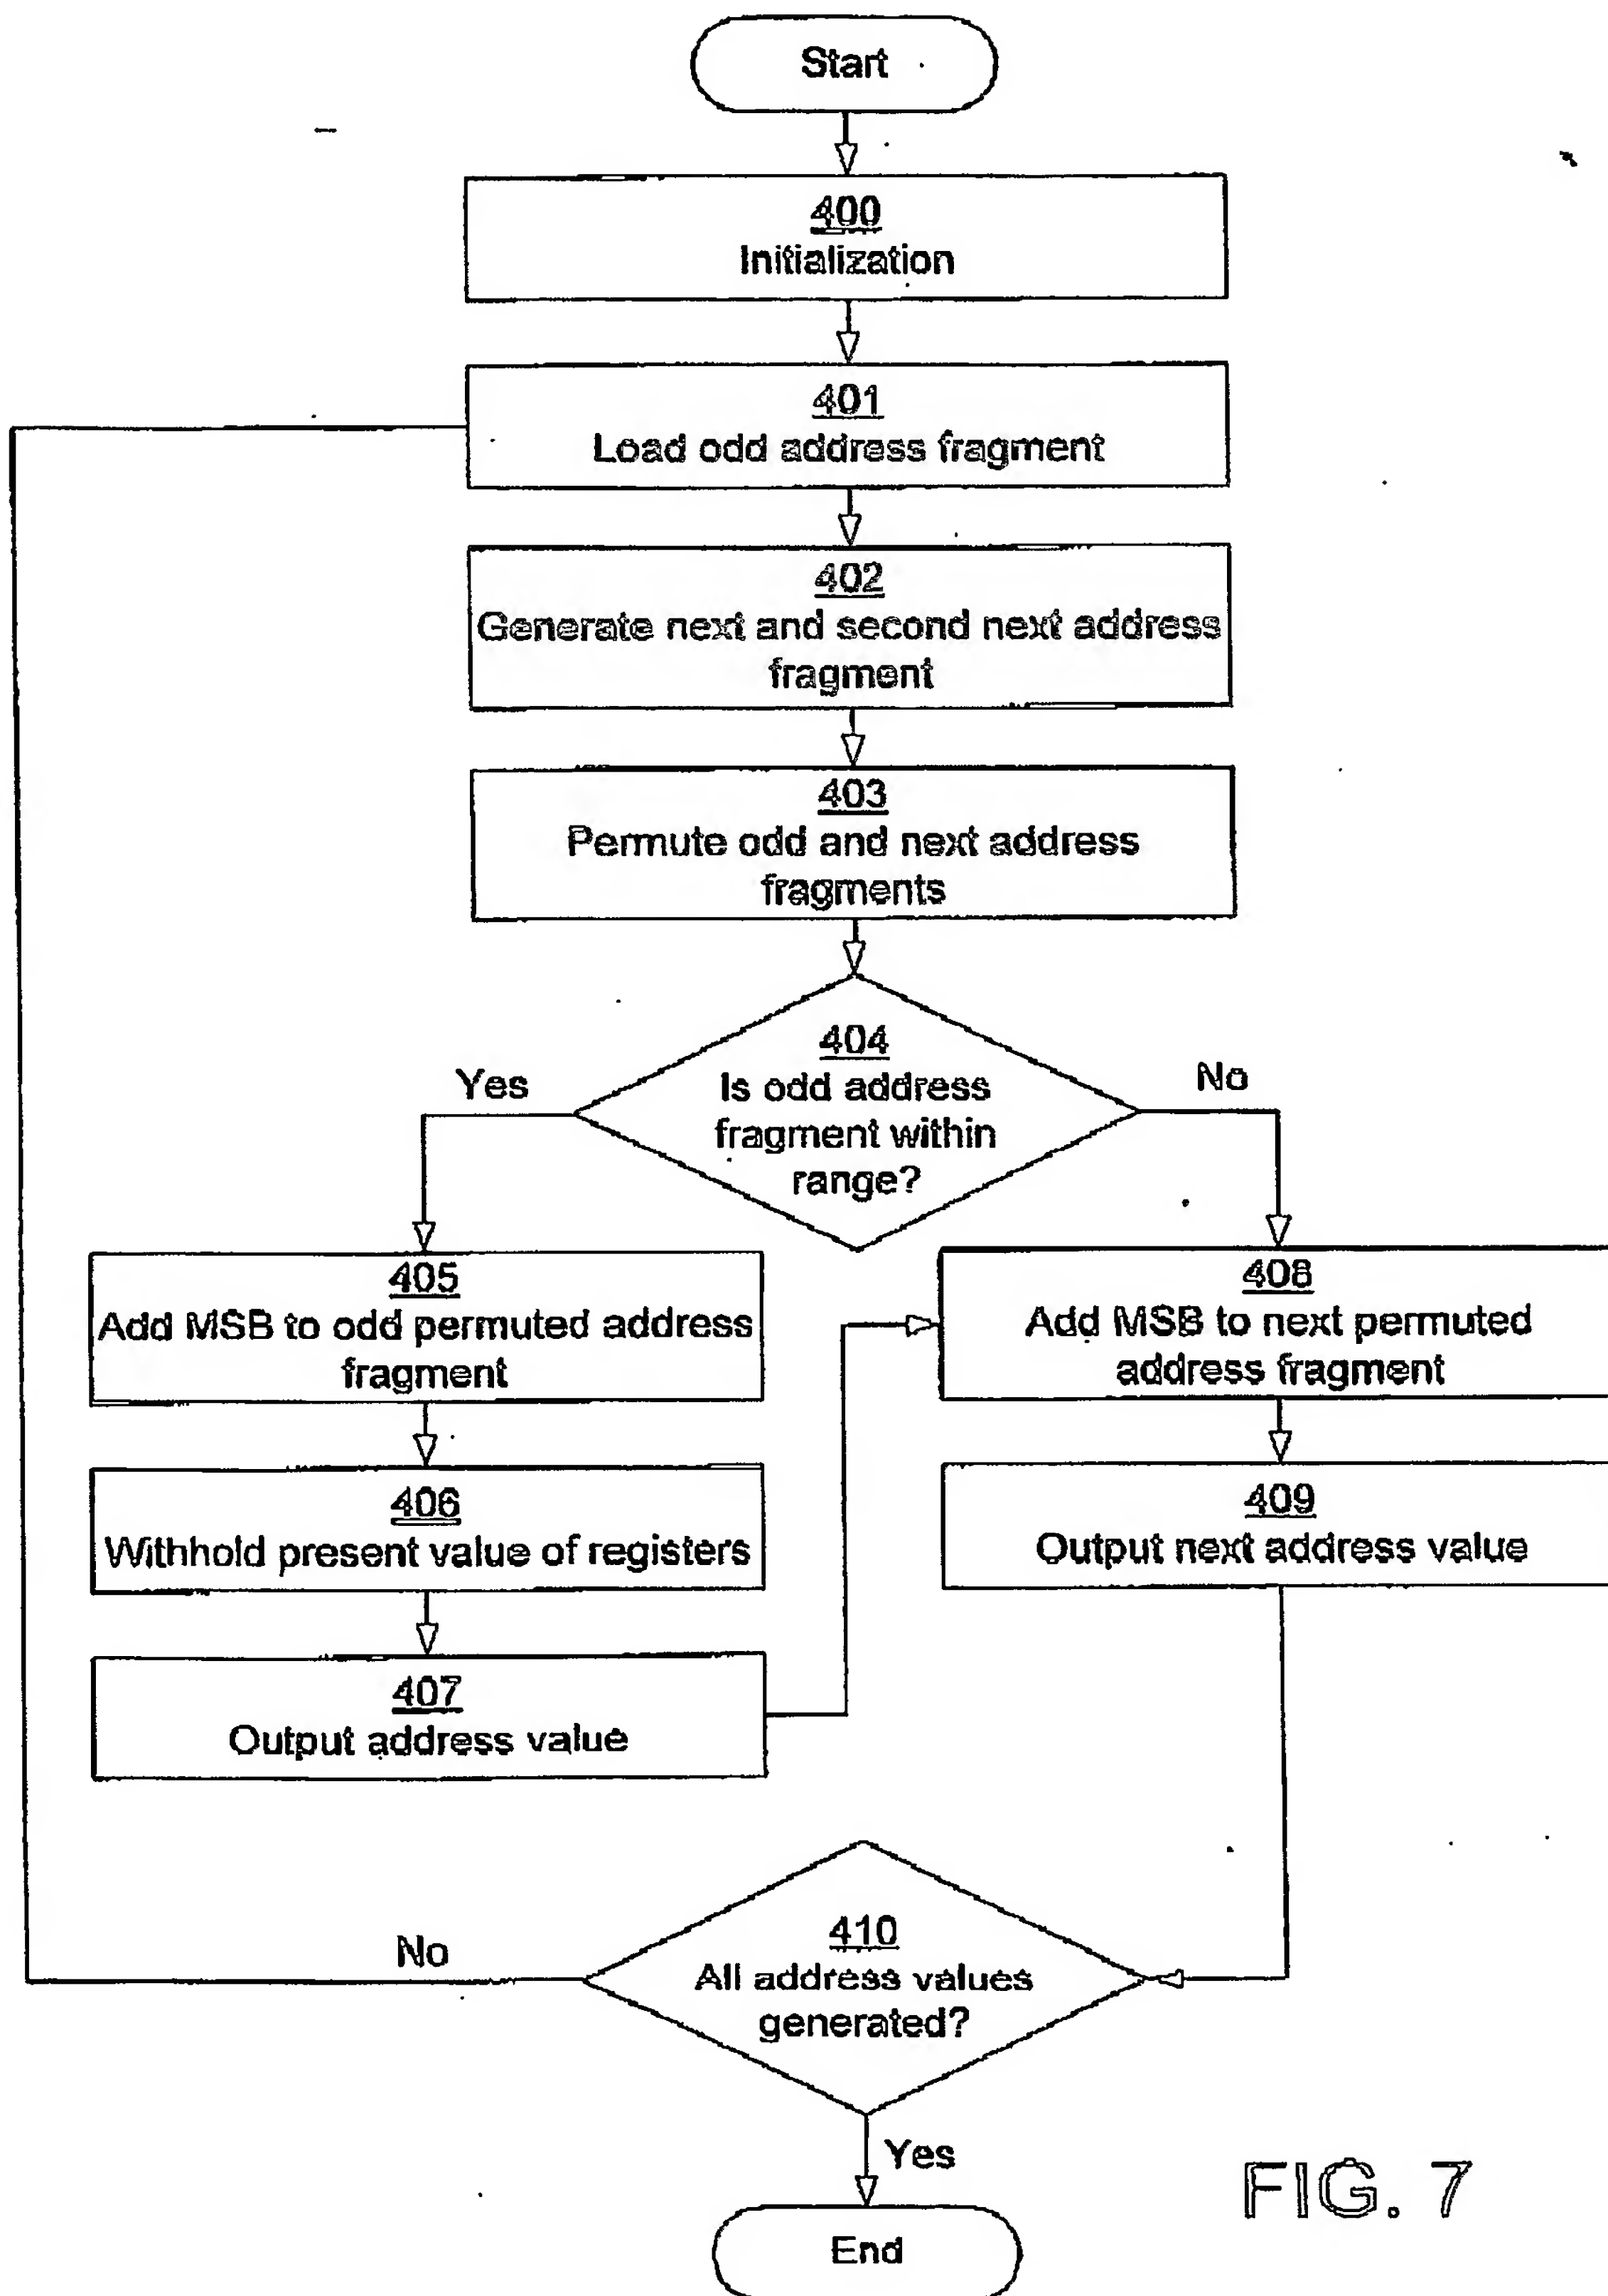 Start
400
Initialization
401
Load odd address fragment
402
Generate next and second next address
fragment
403
Permute odd and next address
fragments
404
Is odd address
fragment within
range?
Yes
No
405
Add MSB to odd permuted address
fragment
408
Add MSB to next permuted
address fragment
406
Withhold present value of registers
409
Output next address value
407
Output address value
410
All address values
generated?
No
Yes
End
FIG. 7